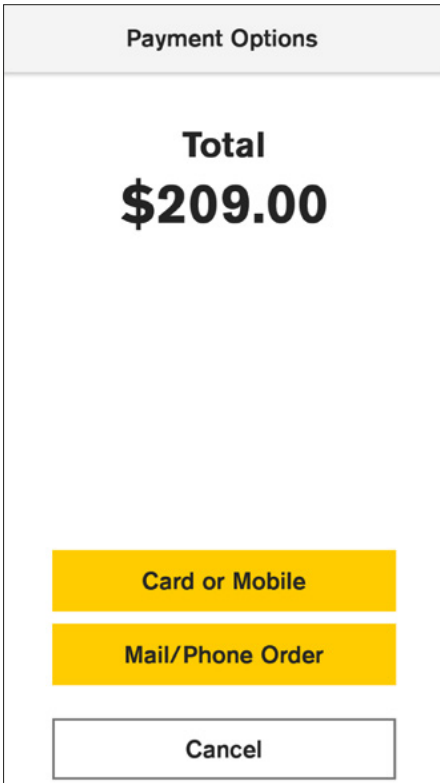 Payment Options
Total
$209.00
Card or Mobile
Mail/Phone Order
Cancel